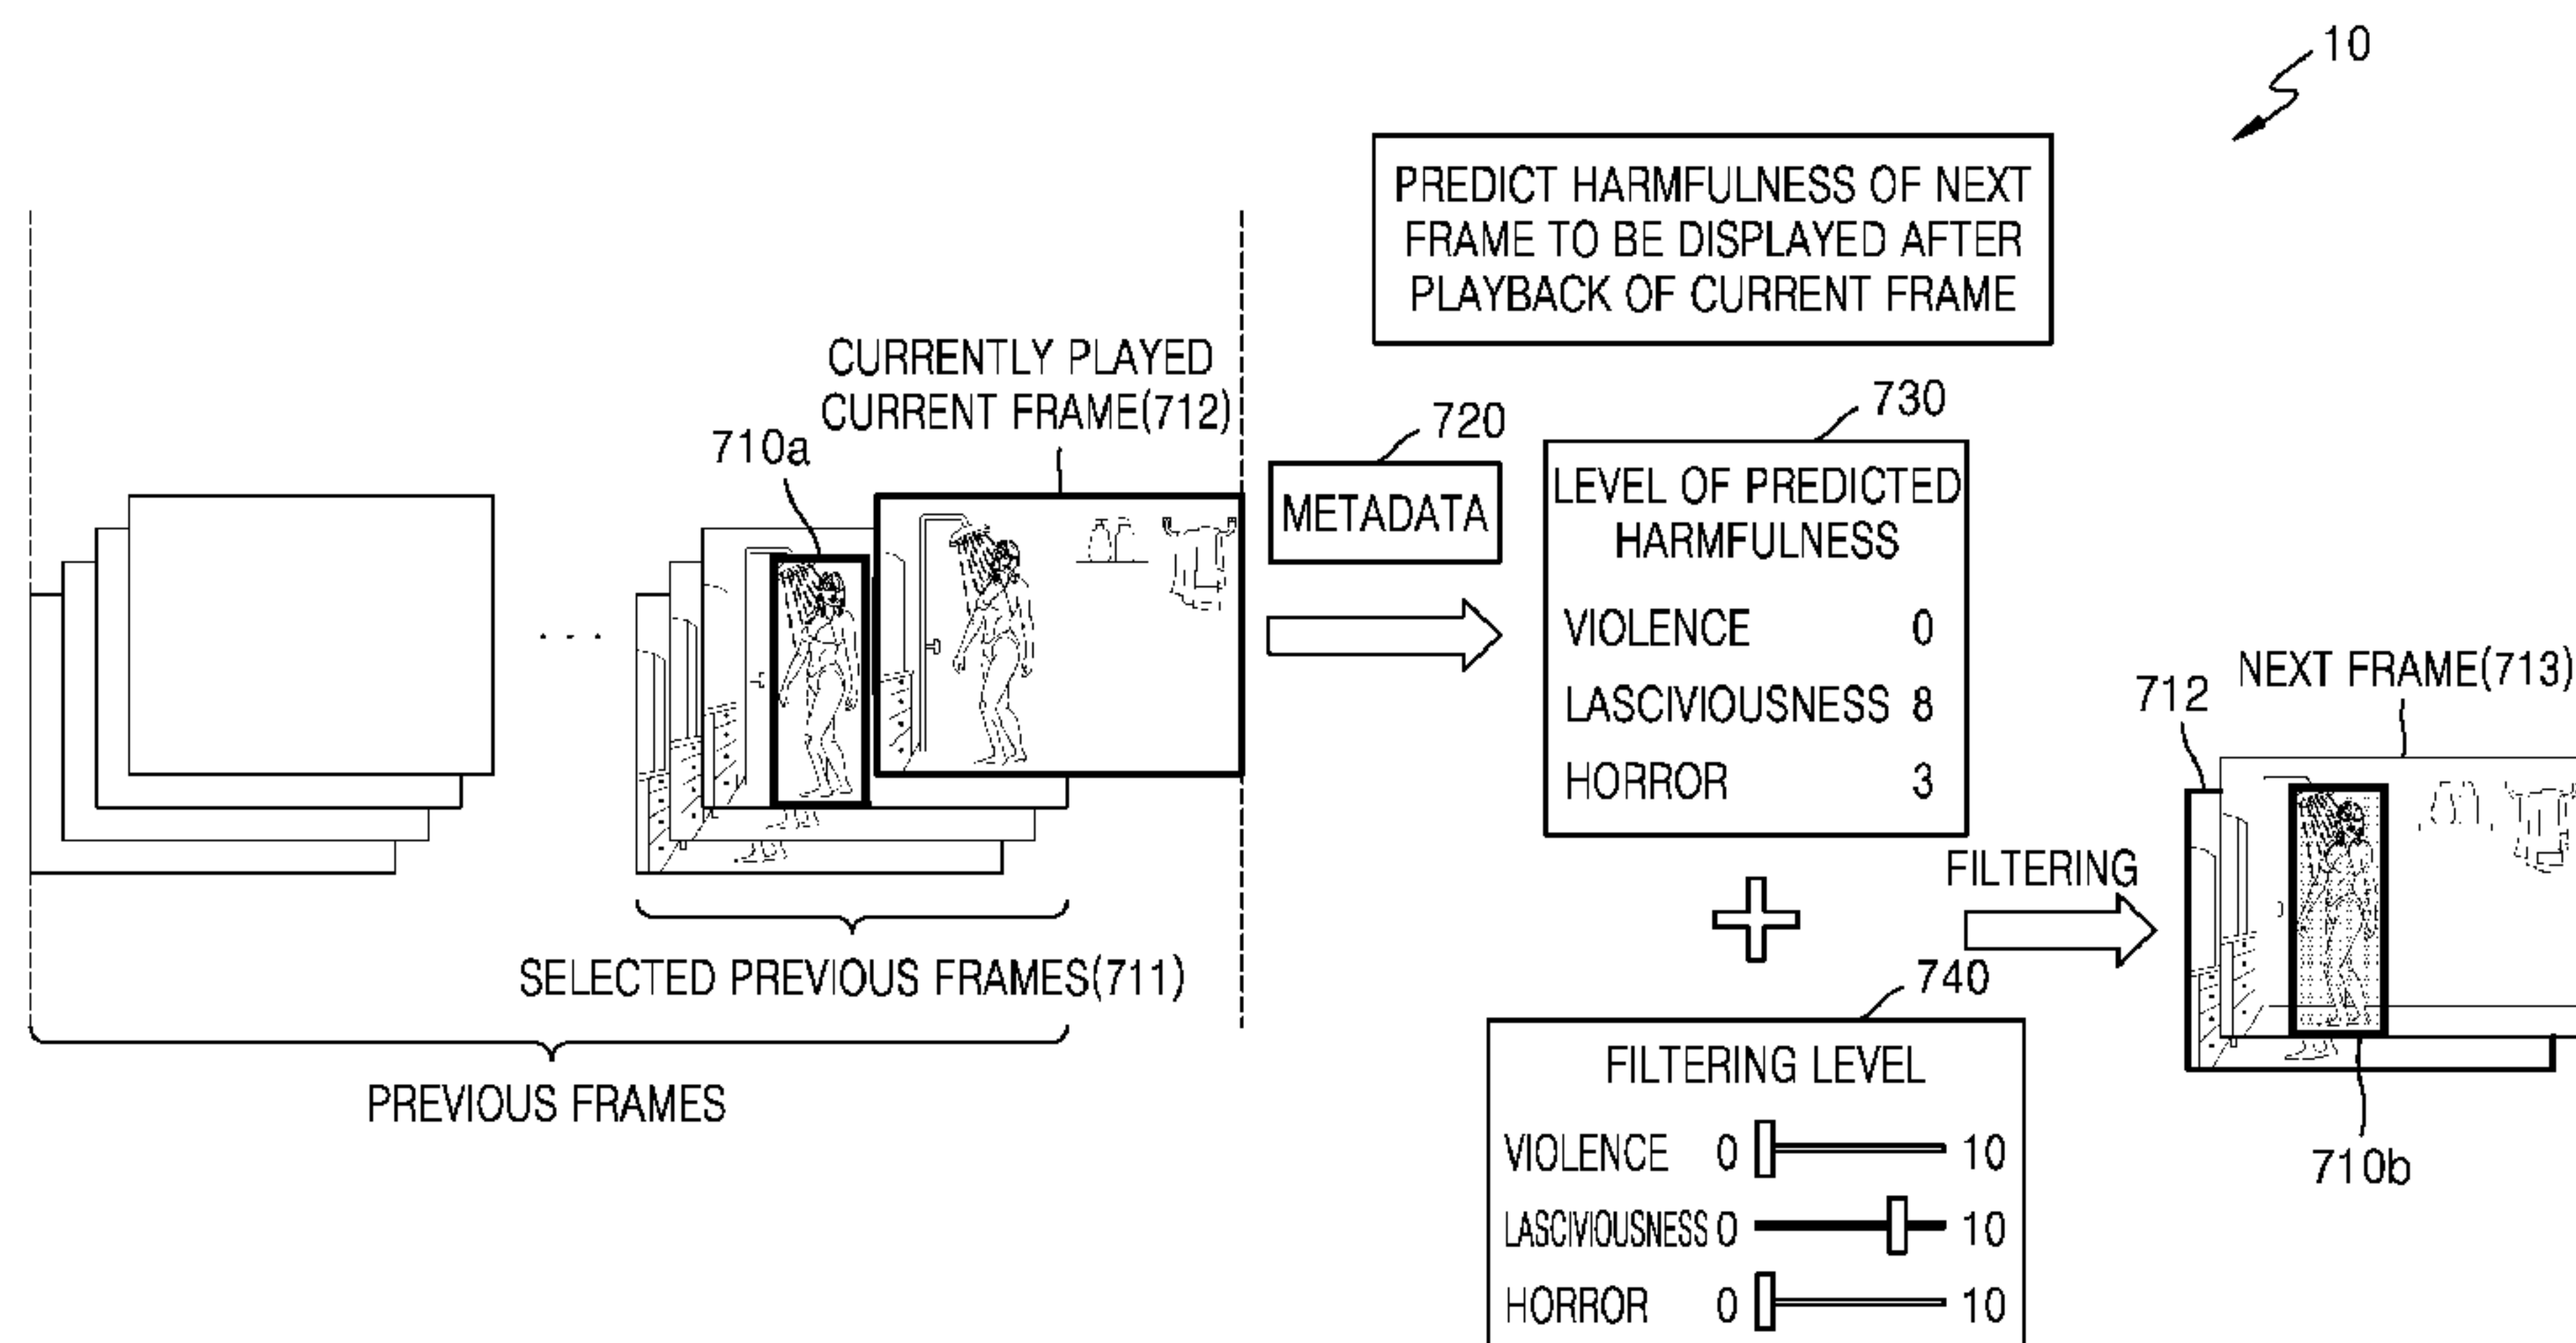 10
PREDICT HARMFULNESS OF NEXT
FRAME TO BE DISPLAYED AFTER
PLAYBACK OF CURRENT FRAME
CURRENTLY PLAYED
CURRENT FRAME(712)
710a
720
METADATA
730
LEVEL OF PREDICTED
HARMFULNESS
VIOLENCE 0
LASCIVIOUSNESS 8
HORROR 3
SELECTED PREVIOUS FRAMES(711)
PREVIOUS FRAMES
FILTERING
740
FILTERING LEVEL
VIOLENCE 0 10
LASCIVIOUSNESS 0 10
HORROR 0 10
712
NEXT FRAME(713)
710b